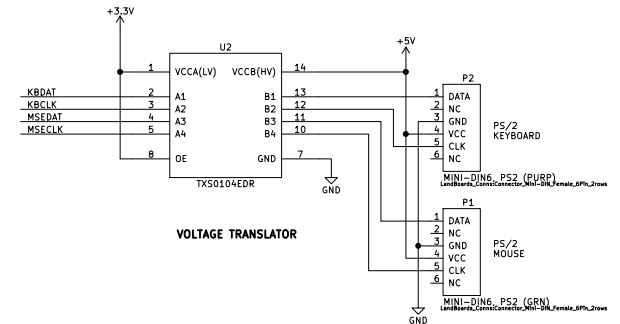 +3.3V
U2
+5V
1 VCCA(LV) VCCB(HV) 14
KBDAT 2 A1 B1 13
KBCLK 3 A2 B2 12
MSEDAT 4 A3 B3 11
MSECLK 5 A4 B4 10
8 OE GND 7
TXS0104EDR
GND
VOLTAGE TRANSLATOR
P2
1 DATA
2 NC
3 GND
4 VCC
5 CLK
6 NC
PS/2
KEYBOARD
MINI-DIN6, PS2 (PURP)
LandBoards_Conns:Connector_Mini-DIN_Female_6Pin_2rows
P1
1 DATA
2 NC
3 GND
4 VCC
5 CLK
6 NC
PS/2
MOUSE
MINI-DIN6, PS2 (GRN)
LandBoards_Conns:Connector_Mini-DIN_Female_6Pin_2rows
GND